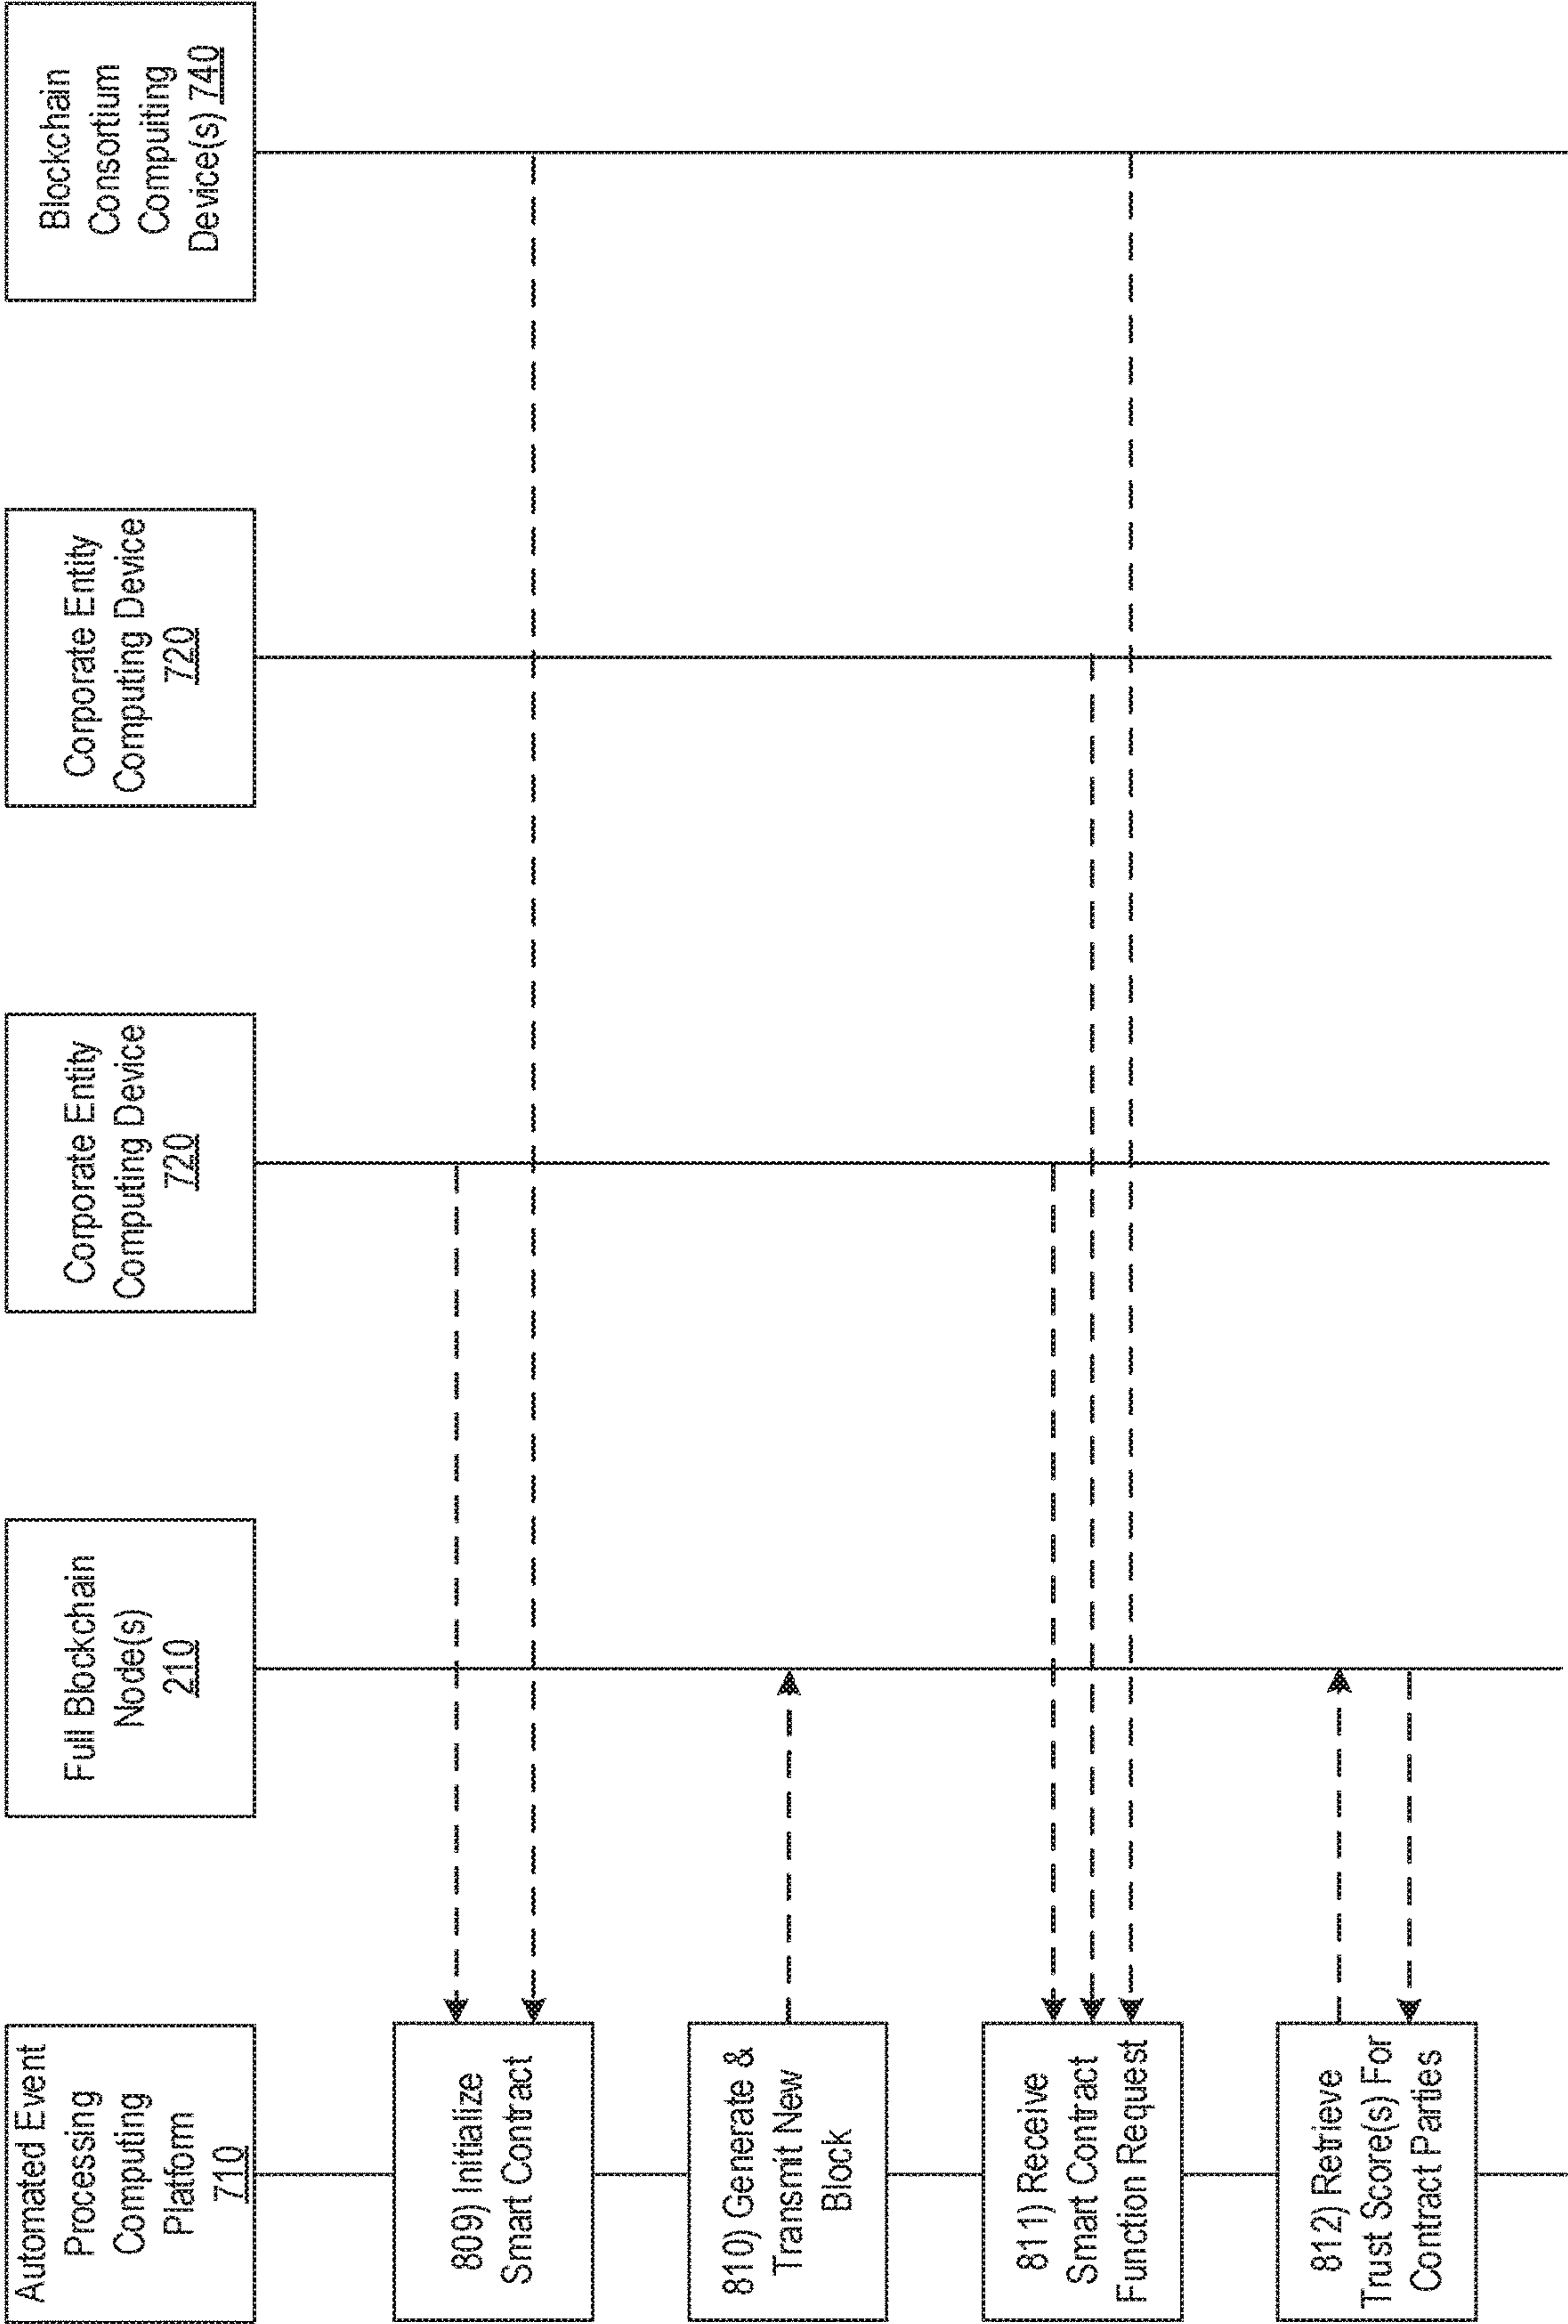 Automated Event
Processing
Computing
Platform
710
Full Blockchain
Node(s)
210
Corporate Entity
Computing Device
720
Corporate Entity
Computing Device
720
Blockchain
Consortium
Compuiting
Device(s) 740
809) Initialize
Smart Contract
810) Generate &
Transmit New
Block
811) Receive
Smart Contract
Function Request
812) Retrieve
Trust Score(s) For
Contract Parties